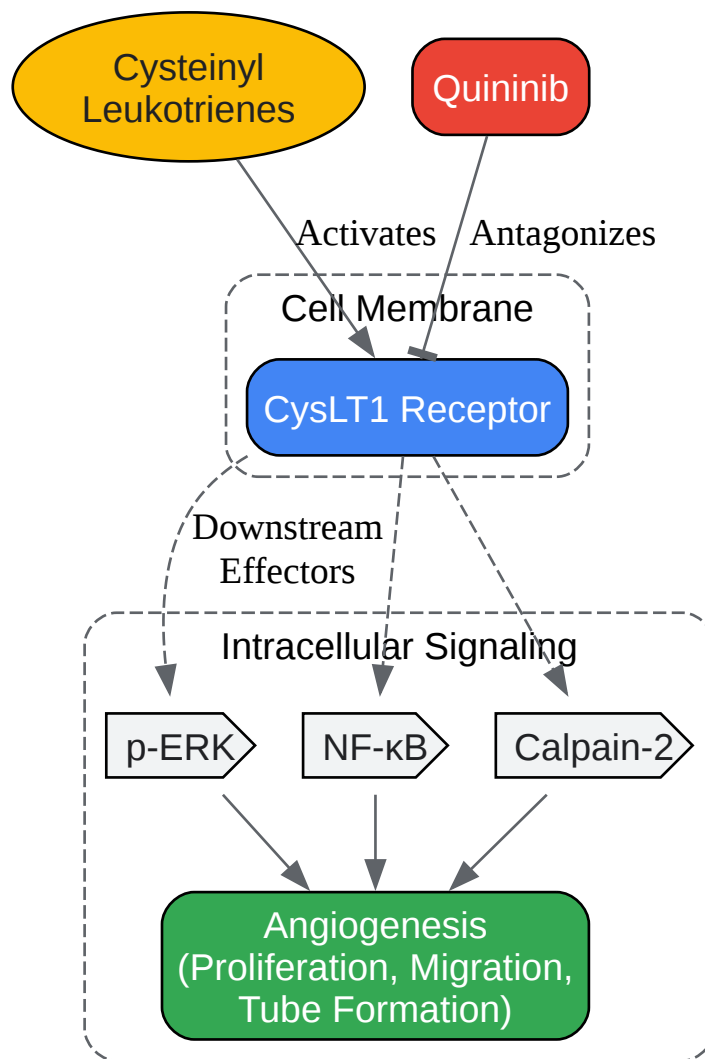 Cysteinyl
Leukotrienes
Quininib
Activates
Antagonizes
Cell Membrane
CysLT1 Receptor
Downstream
Effectors
Intracellular Signaling
p-ERK
NF-κB
Calpain-2
Angiogenesis
(Proliferation, Migration,
Tube Formation)